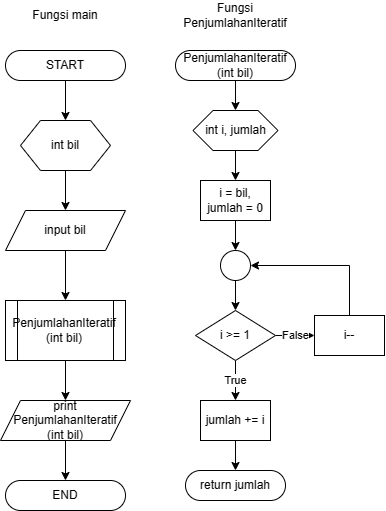 Fungsi main
START
int bil
input bil
PenjumlahanIteratif
(int bil)
print
PenjumlahanIteratif
(int bil)
END
Fungsi
PenjumlahanIteratif
PenjumlahanIteratif
(int bil)
int i, jumlah
i = bil,
jumlah = 0
i >= 1
False
i--
True
jumlah += i
return jumlah